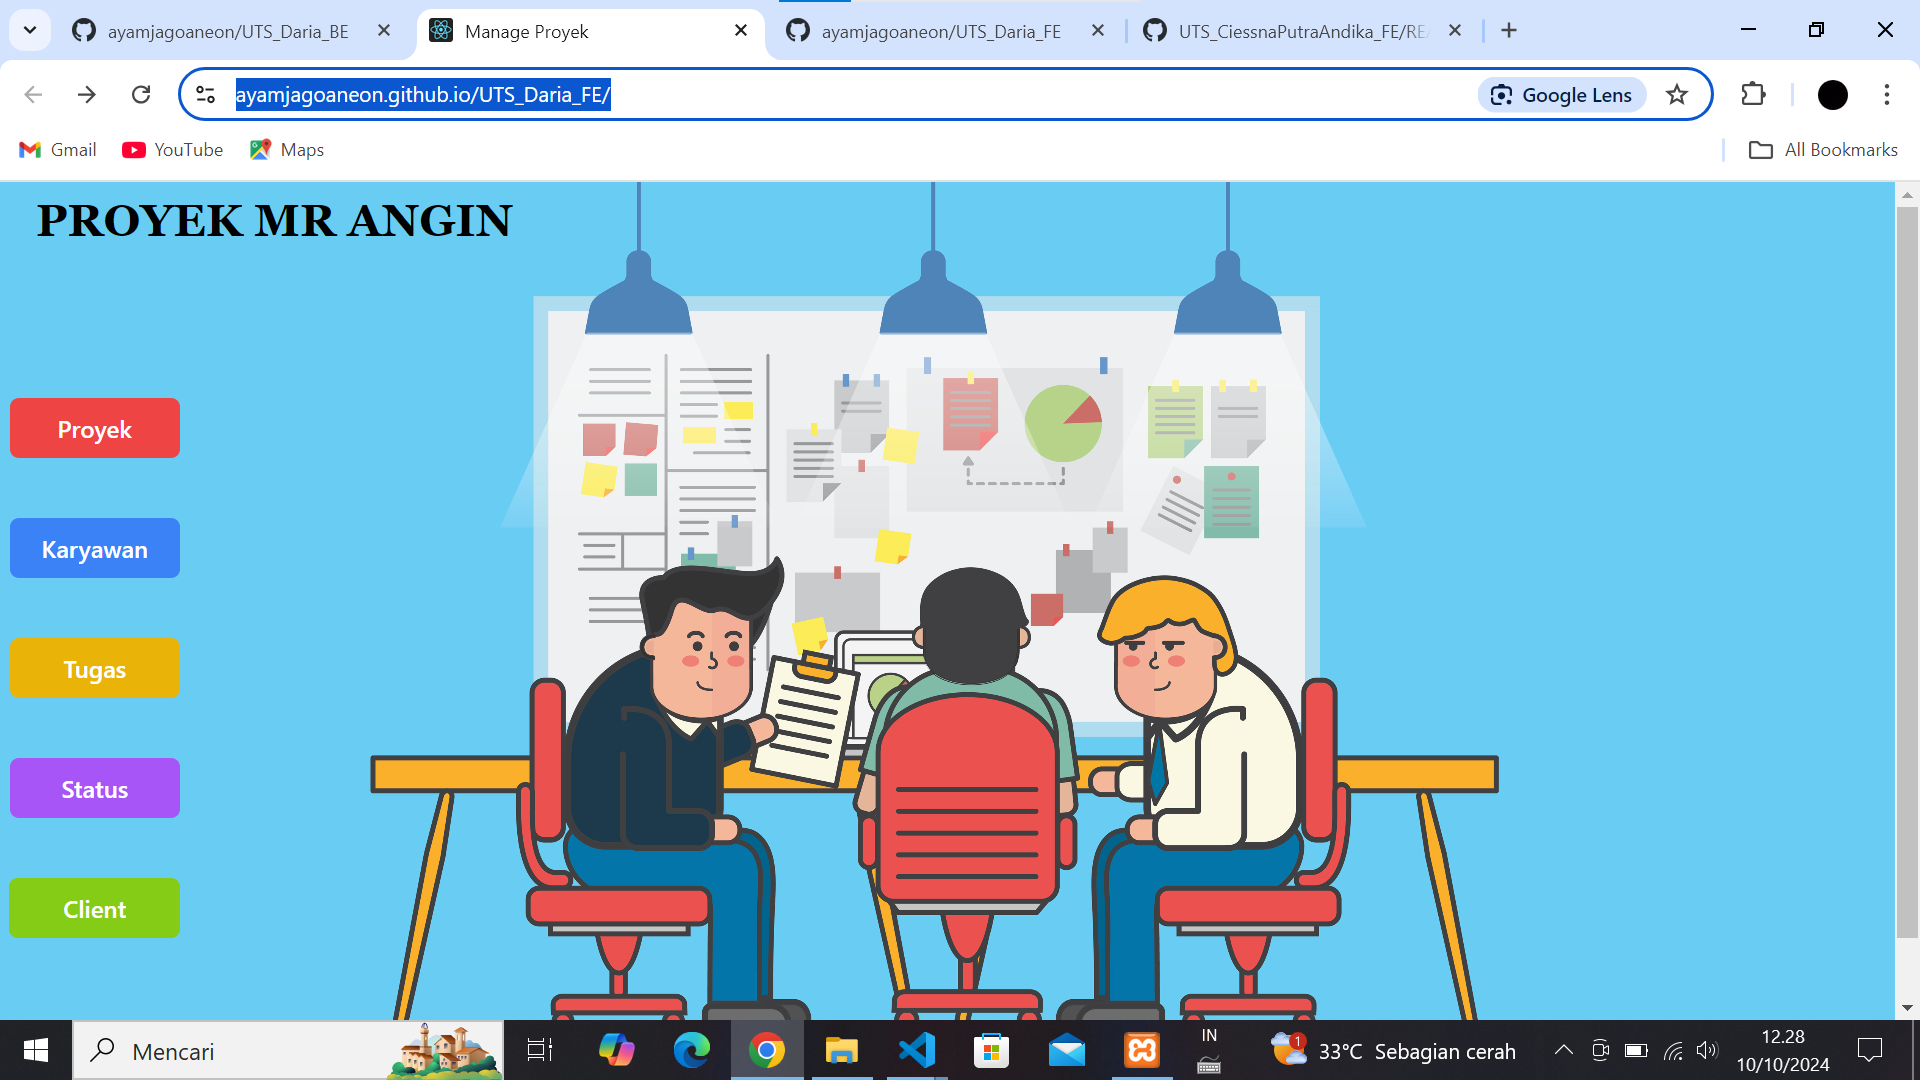 ayamjagoaneon/UTS_Daria_BE
Manage Proyek
ayamjagoaneon/UTS_Daria_FE
UTS_CiessnaPutraAndika_FE/RE
ayamjagoaneon.github.io/UTS_Daria_FE/
Google Lens
Gmail
YouTube
Maps
All Bookmarks
PROYEK MR ANGIN
Proyek
Karyawan
Tugas
Status
Client
Mencari
IN
1
33°C Sebagian cerah
12.28
10/10/2024